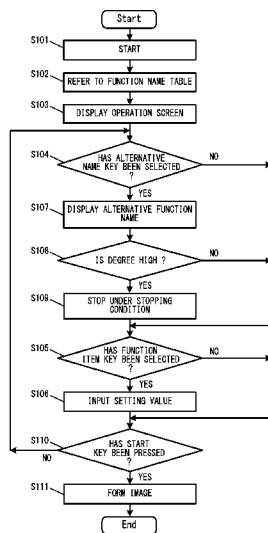 Start
S101
START
S102
REFER TO FUNCTION NAME TABLE
S103
DISPLAY OPERATION SCREEN
S104
HAS ALTERNATIVE
NAME KEY BEEN SELECTED
?
NO
YES
S107
DISPLAY ALTERNATIVE FUNCTION
NAME
S108
IS DEGREE HIGH ?
NO
YES
S109
STOP UNDER STOPPING
CONDITION
S105
HAS FUNCTION
ITEM KEY BEEN SELECTED
?
NO
YES
S106
INPUT SETTING VALUE
S110
HAS START
KEY BEEN PRESSED
?
NO
YES
S111
FORM IMAGE
End